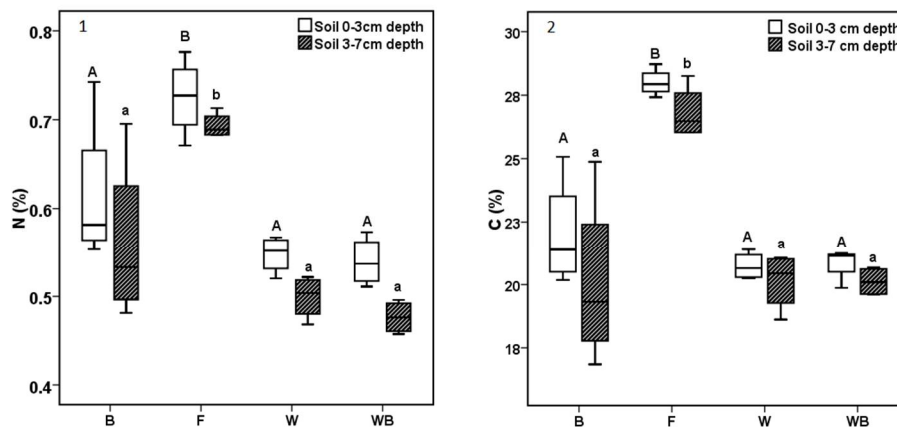 1
Soil 0-3cm depth
Soil 3-7cm depth
N (%)
0.8
0.7
0.6
0.5
0.4
A
a
B
b
A
a
A
a
B
F
W
WB
2
Soil 0-3 cm depth
Soil 3-7 cm depth
C (%)
30
28
25
23
20
18
A
a
B
b
A
a
A
a
B
F
W
WB